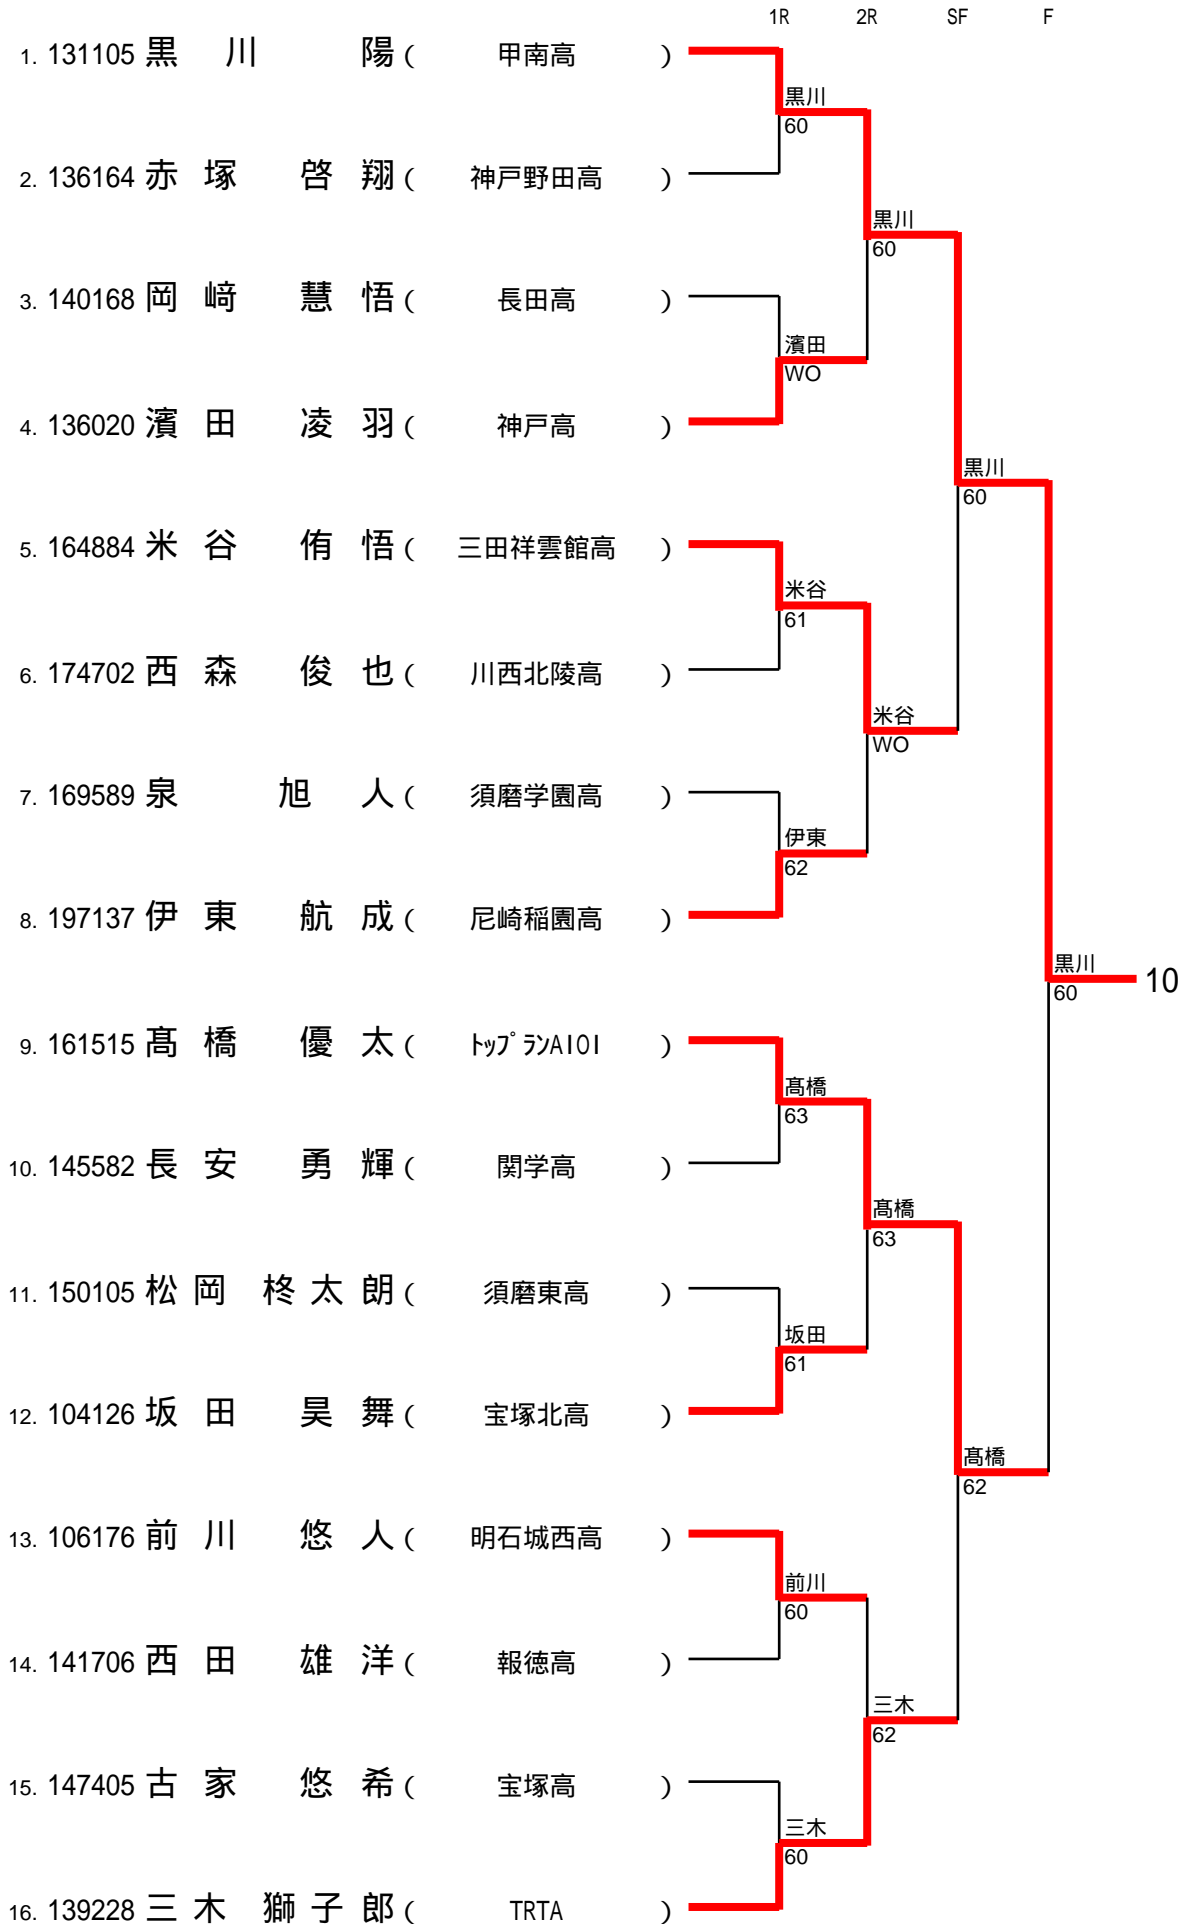 1R 2R SF F
1. 131105 黒川 陽 ( 甲南高 )
黒川
60
2. 136164 赤塚 啓翔 ( 神戸野田高 )
黒川
60
3. 140168 岡﨑 慧悟 ( 長田高 )
濱田
WO
4. 136020 濱田 凌羽 ( 神戸高 )
黒川
60
5. 164884 米谷 侑悟 ( 三田祥雲館高 )
米谷
61
6. 174702 西森 俊也 ( 川西北陵高 )
米谷
WO
7. 169589 泉 旭人 ( 須磨学園高 )
伊東
62
8. 197137 伊東 航成 ( 尼崎稲園高 )
黒川
60 10
9. 161515 髙橋 優太 ( トップランAIOI )
髙橋
63
10. 145582 長安 勇輝 ( 関学高 )
髙橋
63
11. 150105 松岡 柊太朗 ( 須磨東高 )
坂田
61
12. 104126 坂田 昊舞 ( 宝塚北高 )
髙橋
62
13. 106176 前川 悠人 ( 明石城西高 )
前川
60
14. 141706 西田 雄洋 ( 報徳高 )
三木
62
15. 147405 古家 悠希 ( 宝塚高 )
三木
60
16. 139228 三木 獅子郎 ( TRTA )